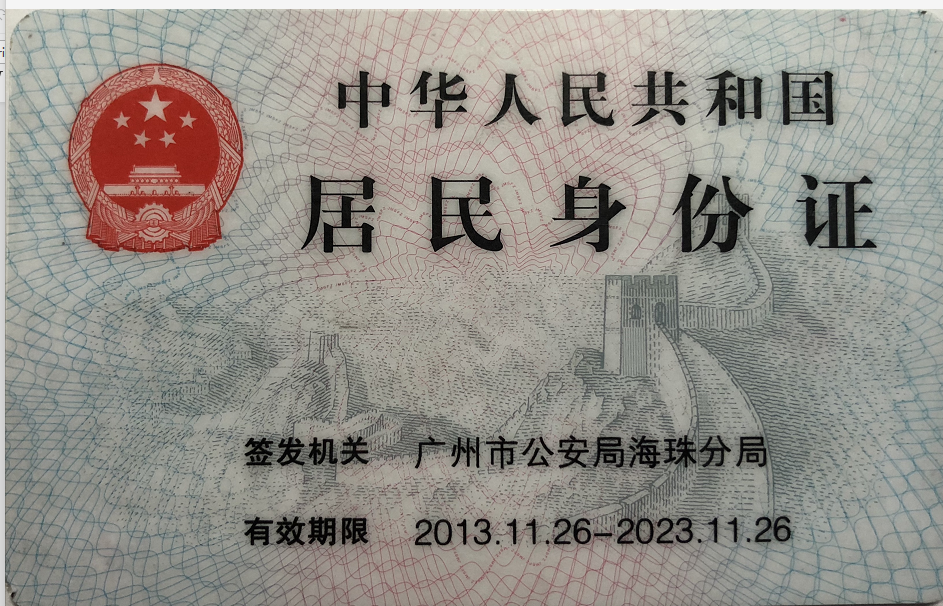 中华人民共和国
居民身份证
签发机关 广州市公安局海珠分局
有效期限 2013.11.26-2023.11.26